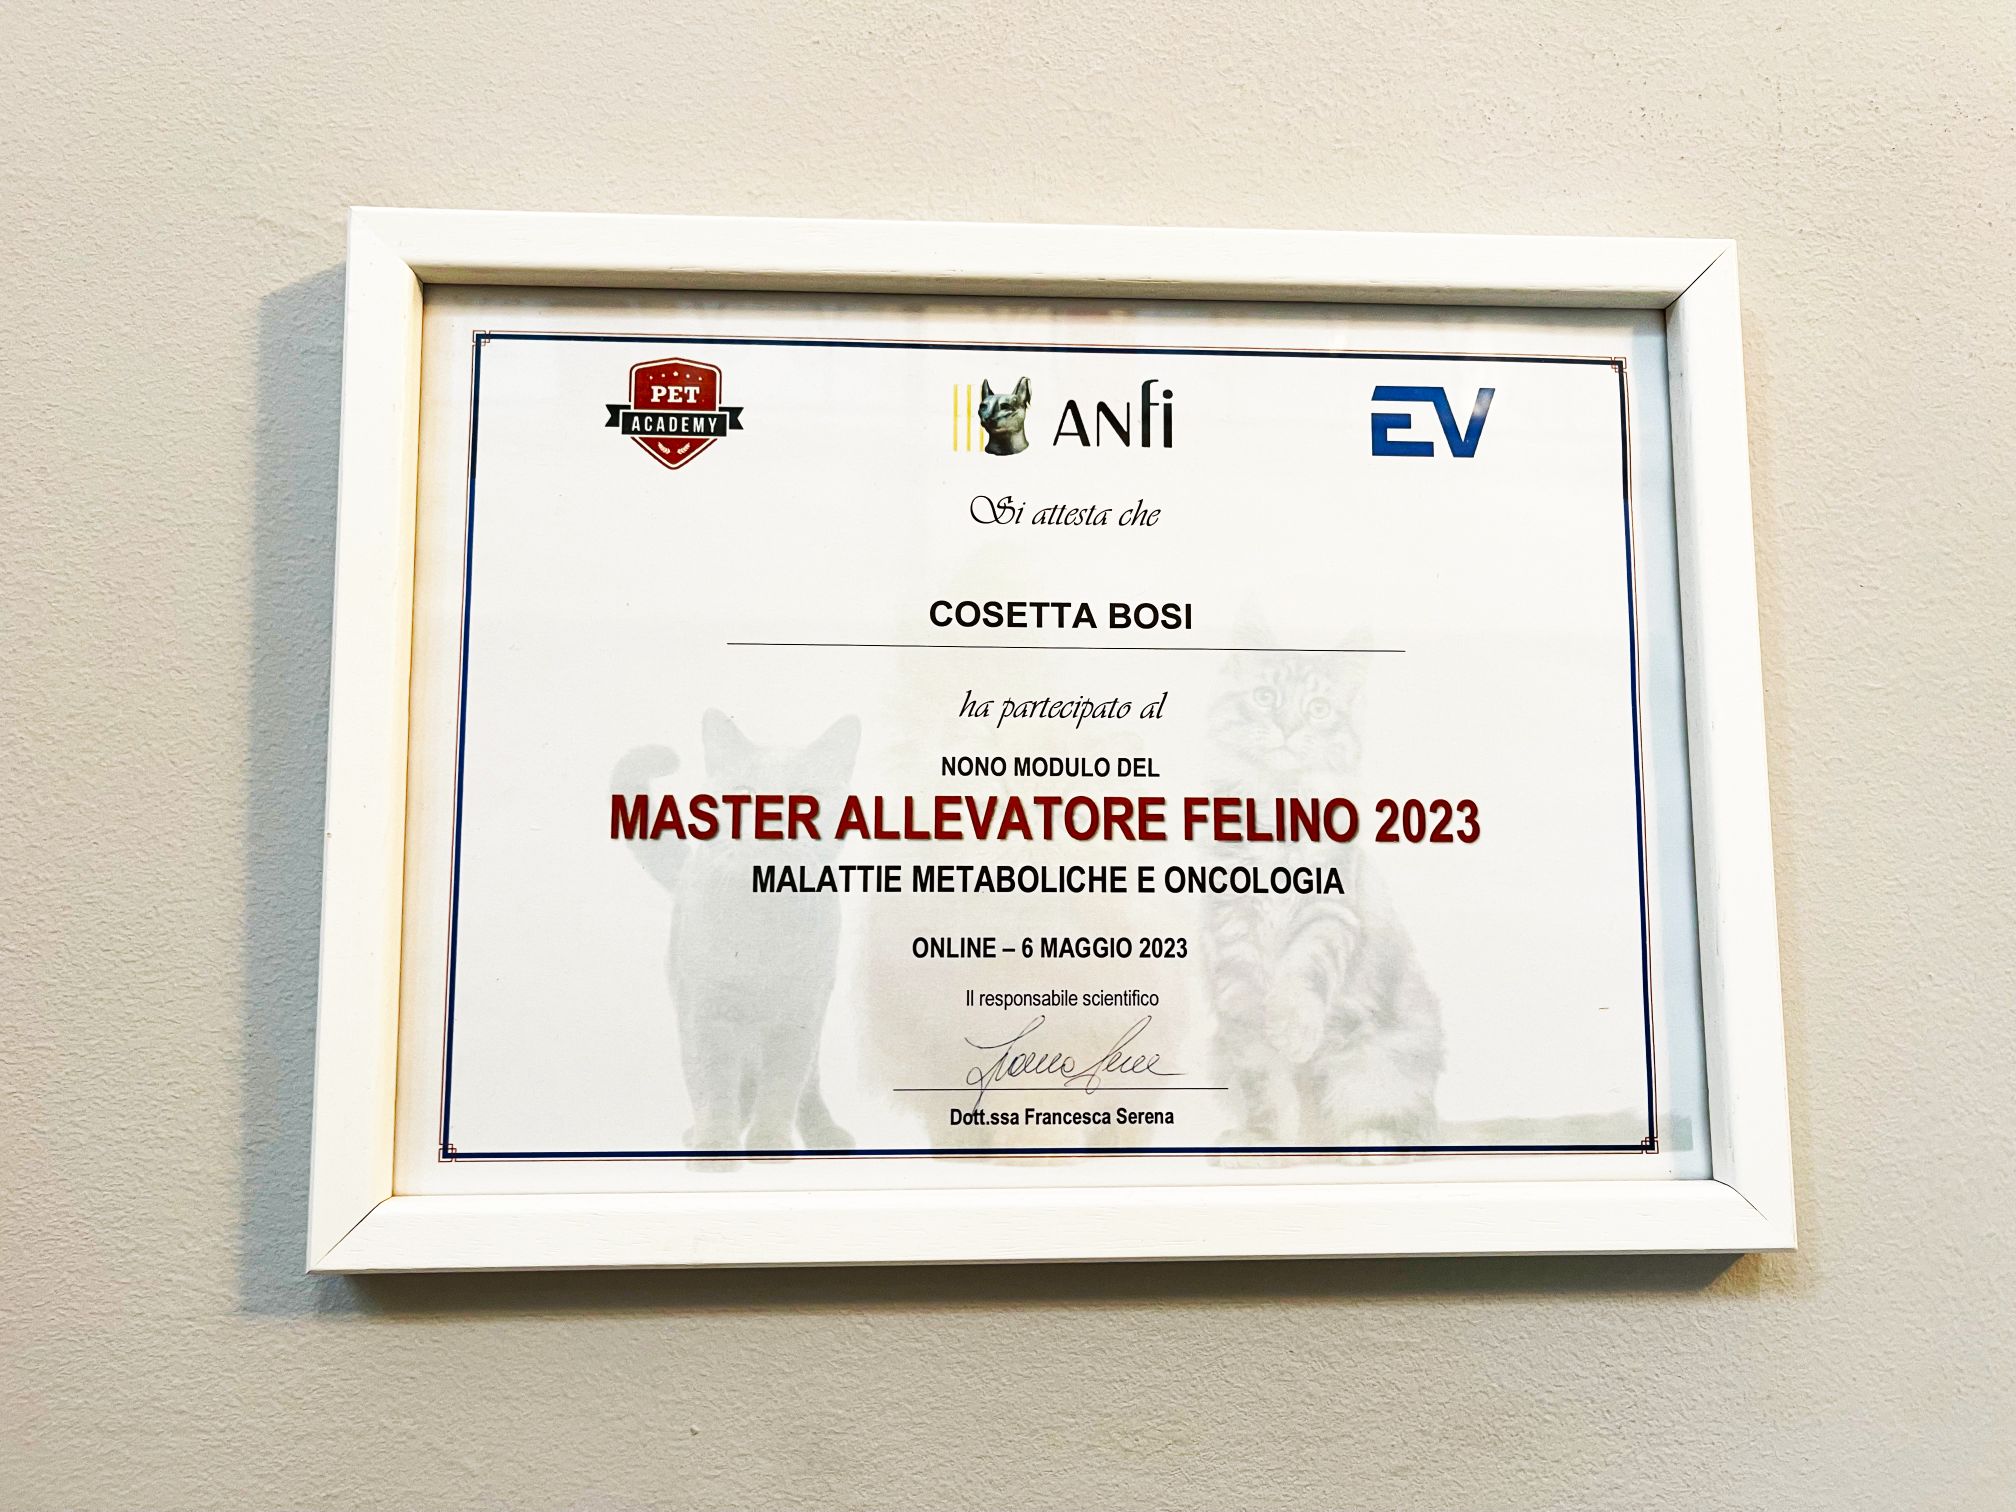 PET
ACADEMY
ANfi
EV
Si attesta che
COSETTA BOSI
ha partecipato al
NONO MODULO DEL
MASTER ALLEVATORE FELINO 2023
MALATTIE METABOLICHE E ONCOLOGIA
ONLINE – 6 MAGGIO 2023
Il responsabile scientifico
Dott.ssa Francesca Serena